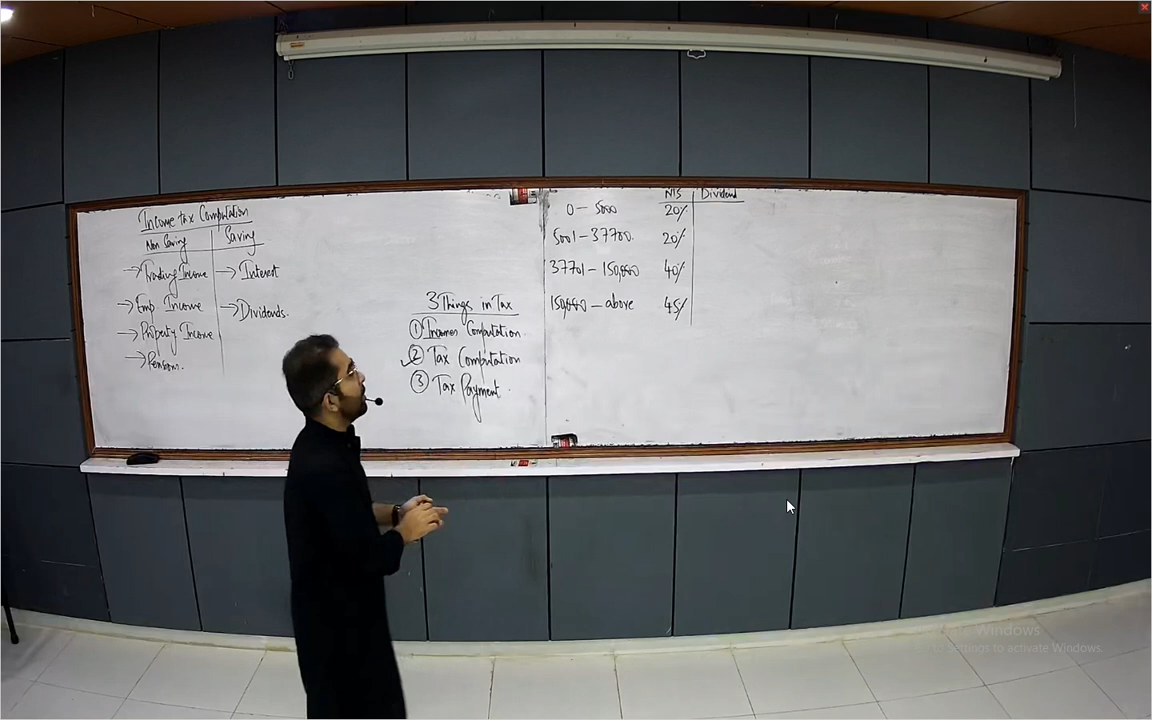 Income tax Computation
Non Saving Saving
→ Trading Income → Interest
→ Emp Income → Dividends.
→ Property Income
→ Pension.
3 Things in Tax
① Income Computation
② Tax Computation
③ Tax Payment.
NTS Dividend
0 – 5000 20%
5001 – 37700. 20%
37701 – 150,000 40%
150,000 – above 45%
Windows
to Settings to activate Windows.